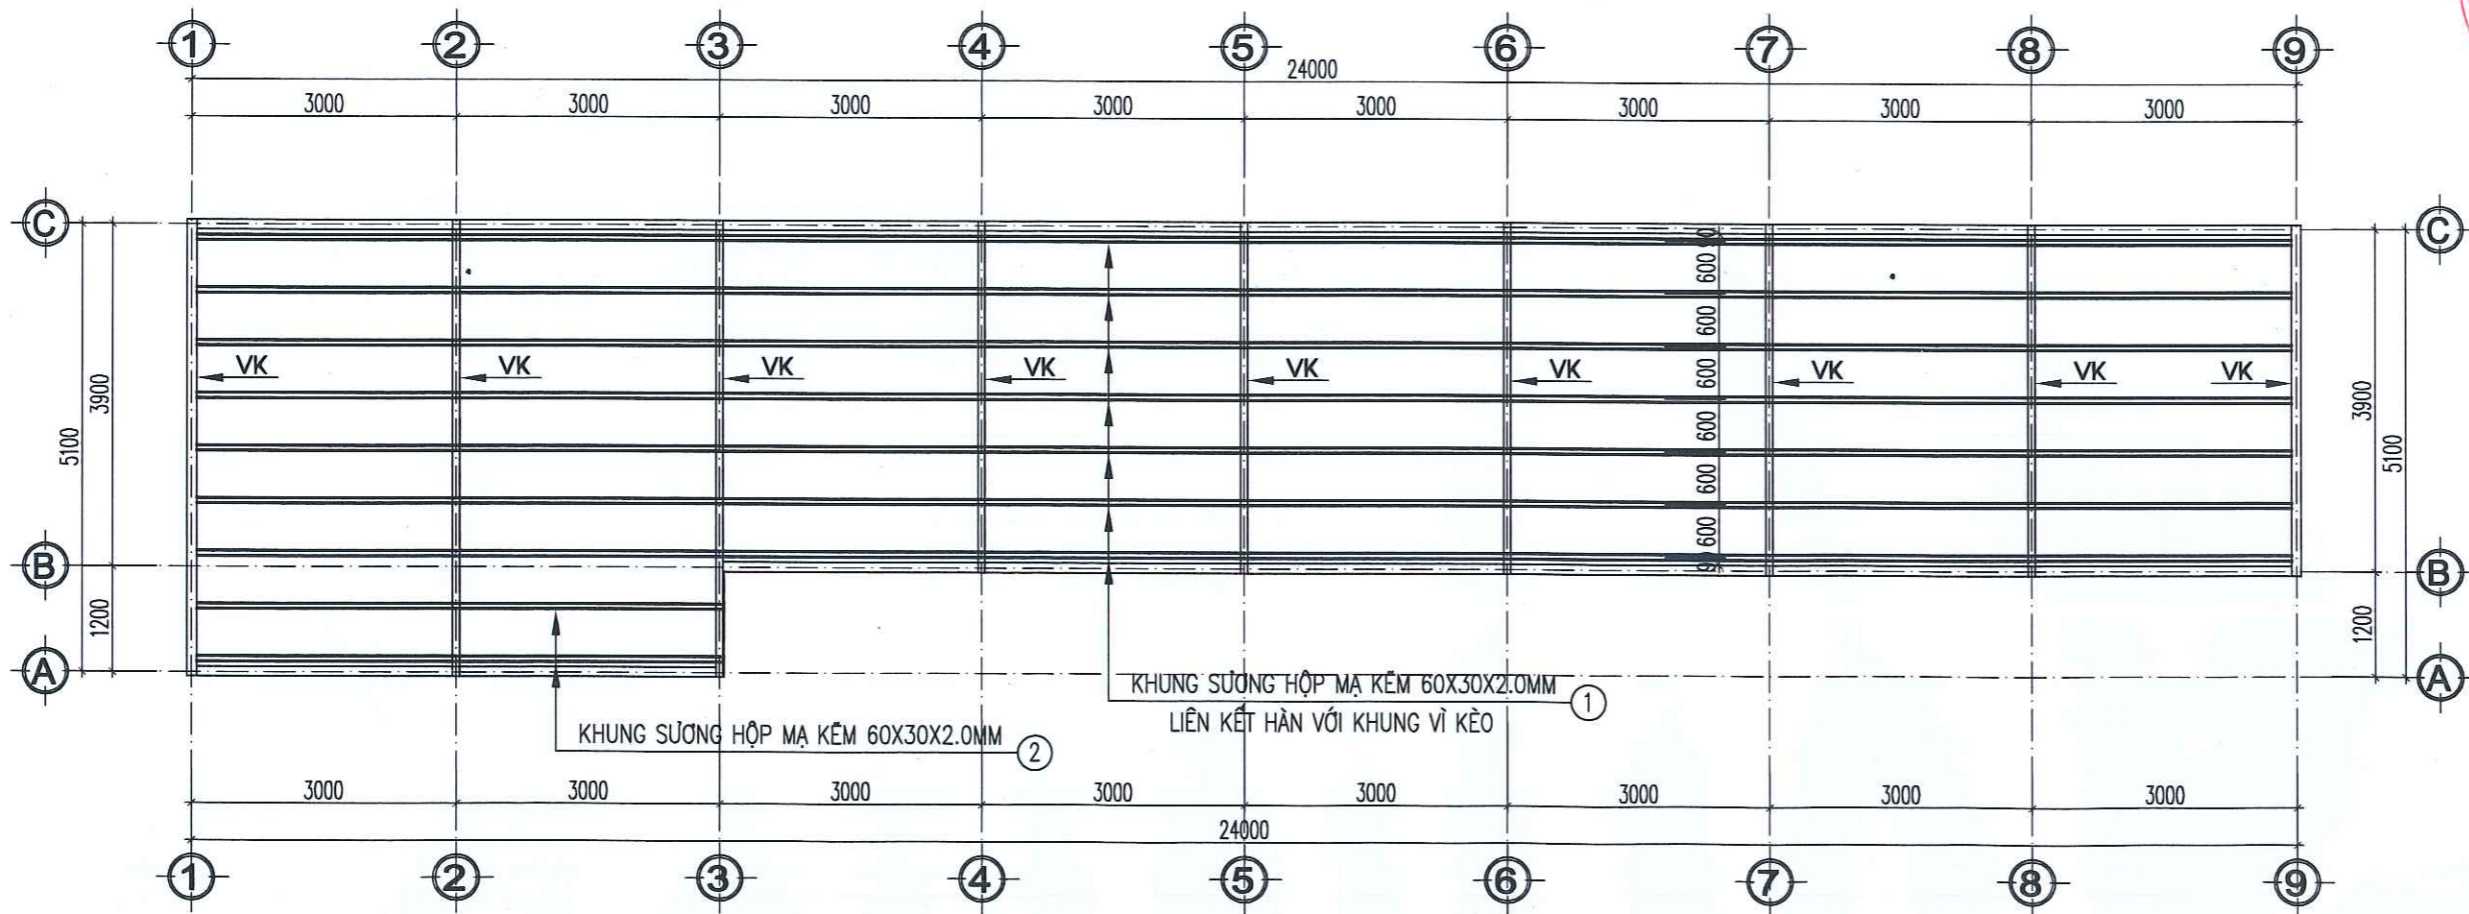 1 2 3 4 5 6 7 8 9
24000
3000 3000 3000 3000 3000 3000 3000 3000
C C
600
600
600
600
600
600
VK VK VK VK VK VK VK VK VK
3900 3900
5100 5100
B B
1200 1200
A A
KHUNG SƯƠNG HỘP MẠ KẼM 60X30X2.0MM 1
LIÊN KẾT HÀN VỚI KHUNG VÌ KÈO
KHUNG SƯƠNG HỘP MẠ KẼM 60X30X2.0MM 2
3000 3000 3000 3000 3000 3000 3000 3000
24000
1 2 3 4 5 6 7 8 9